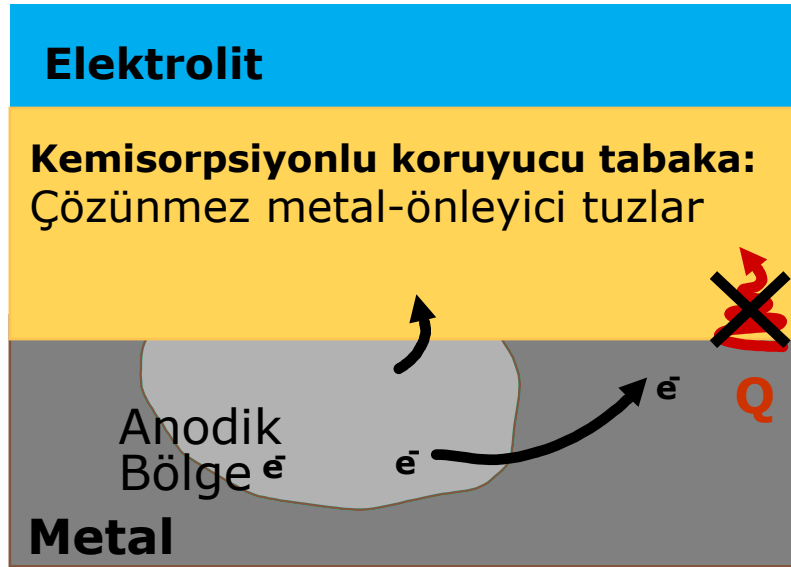 Elektrolit
Kemisorpsiyonlu koruyucu tabaka:
Çözünmez metal-önleyici tuzlar
e⁻
Q
Anodik
Bölge e⁻
e⁻
Metal